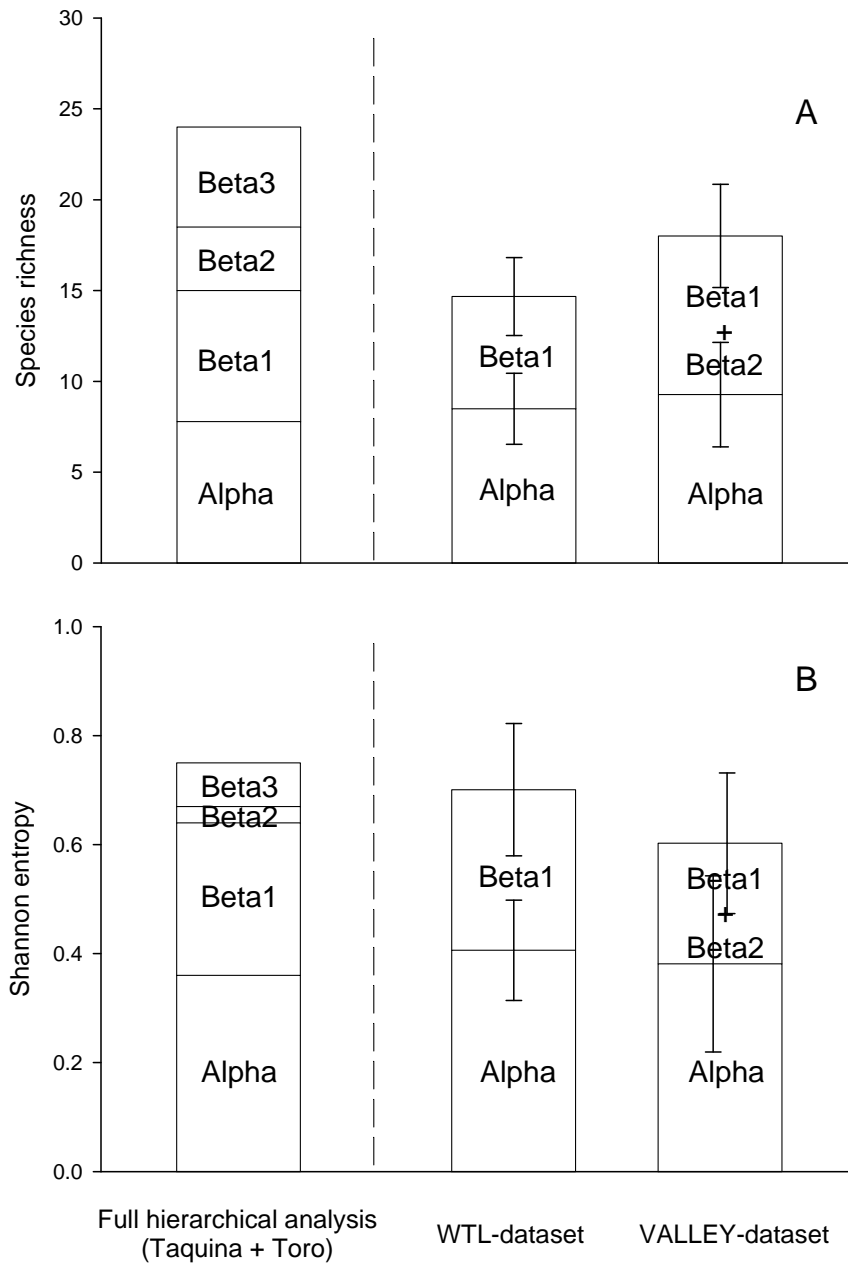 30
25
20
15
10
5
0
Species richness
A
Beta3
Beta2
Beta1
Alpha
Beta1
Alpha
Beta1
+
Beta2
Alpha
1.0
0.8
0.6
0.4
0.2
0.0
Shannon entropy
B
Beta3
Beta2
Beta1
Alpha
Beta1
Alpha
Beta1
+
Beta2
Alpha
Full hierarchical analysis
(Taquina + Toro)
WTL-dataset
VALLEY-dataset